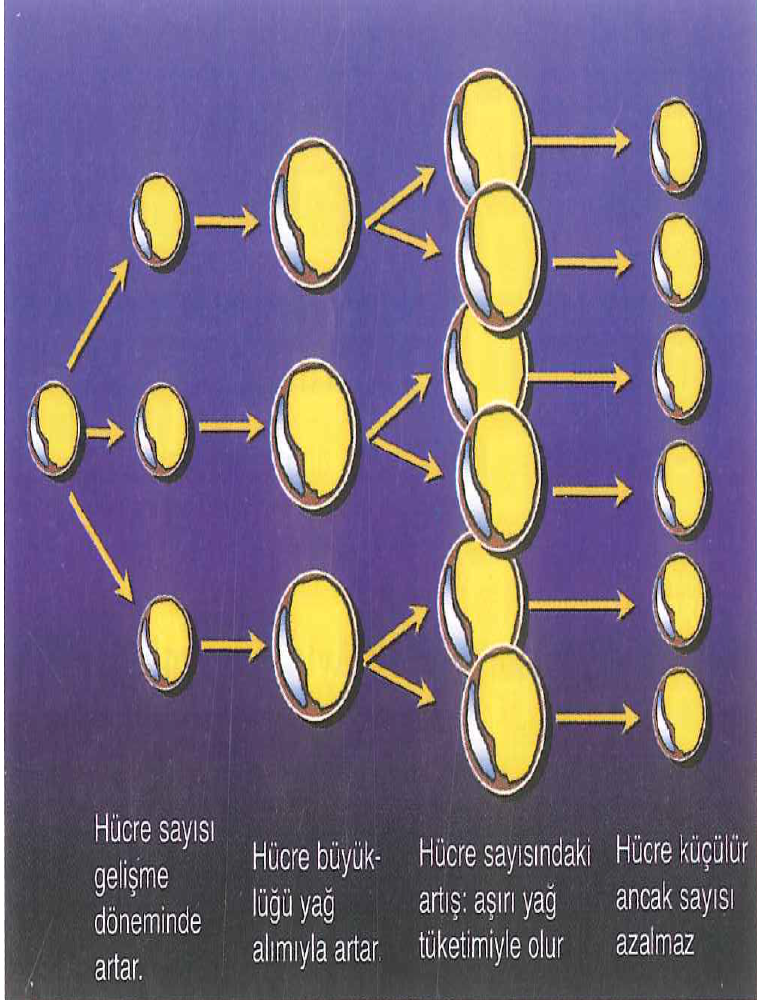 Hücre sayısı
gelişme
döneminde
artar.
Hücre büyük-
lüğü yağ
alımıyla artar.
Hücre sayısındaki
artış: aşırı yağ
tüketimiyle olur
Hücre küçülür
ancak sayısı
azalmaz